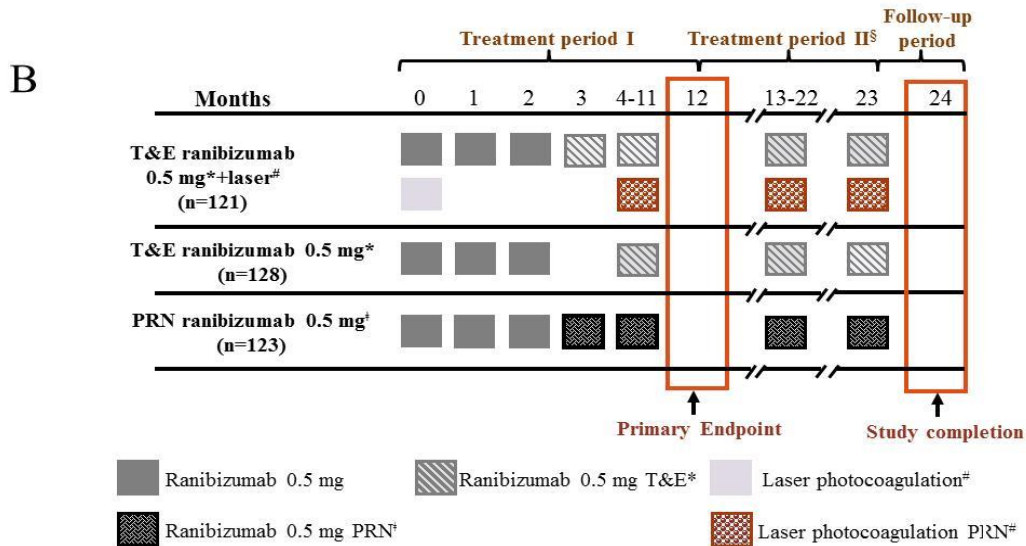 B
Follow-up
period
Treatment period I
Treatment period II§
Months 0 1 2 3 4-11 12 13-22 23 24
T&E ranibizumab
0.5 mg*+laser#
(n=121)
T&E ranibizumab 0.5 mg*
(n=128)
PRN ranibizumab 0.5 mgǂ
(n=123)
Primary Endpoint
Study completion
Ranibizumab 0.5 mg
Ranibizumab 0.5 mg T&E*
Laser photocoagulation#
Ranibizumab 0.5 mg PRNǂ
Laser photocoagulation PRN#